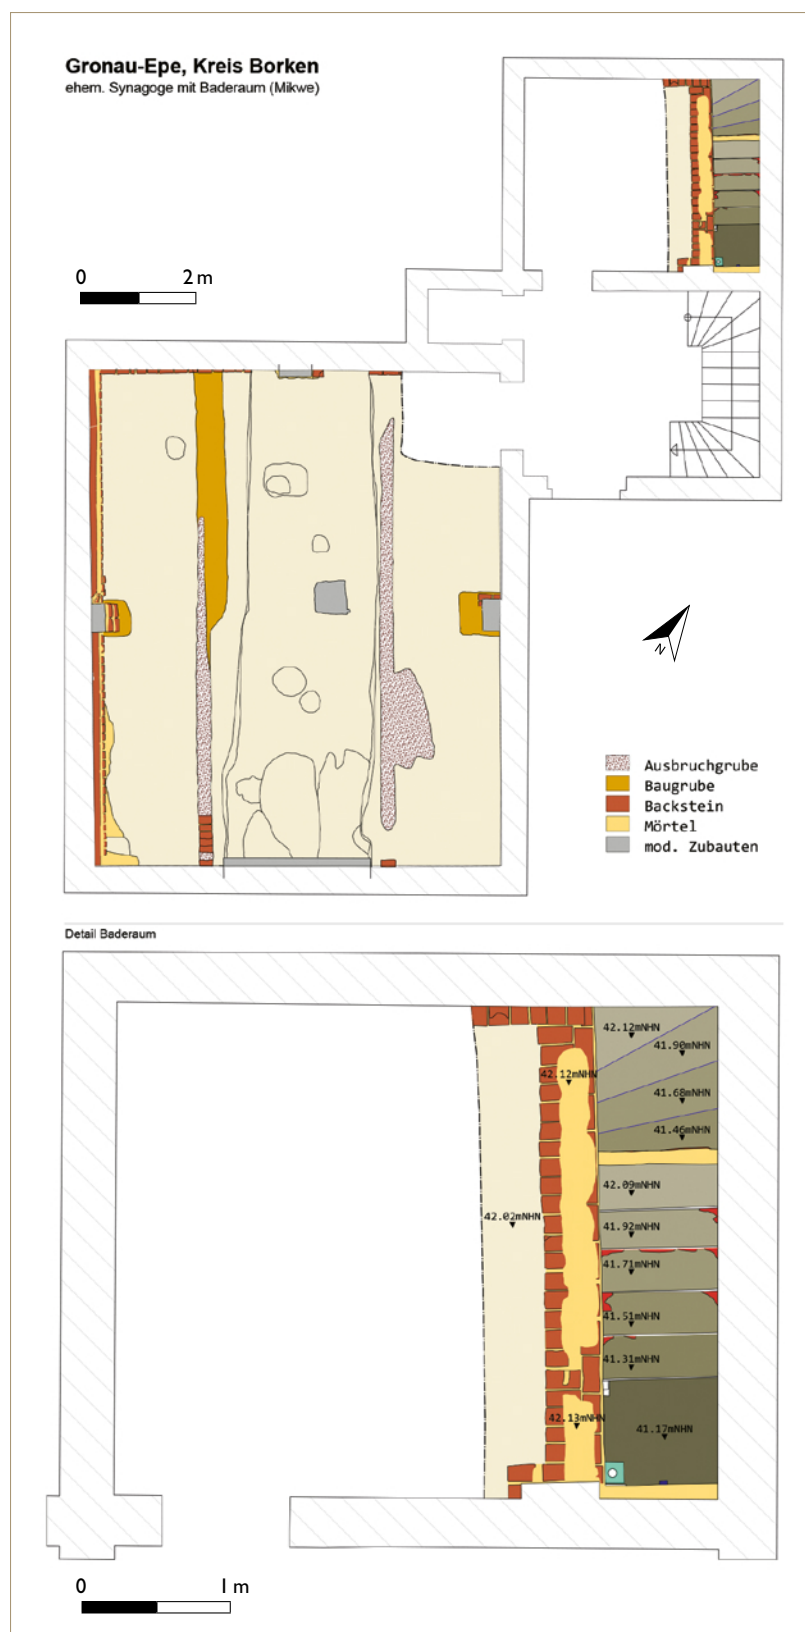 Gronau-Epe, Kreis Borken
ehem. Synagoge mit Baderaum (Mikwe)
0 2 m
N
Ausbruchgrube
Baugrube
Backstein
Mörtel
mod. Zubauten
Detail Baderaum
42.12mNHN
41.90mNHN
42.12mNHN
41.68mNHN
41.46mNHN
42.09mNHN
42.02mNHN
41.92mNHN
41.71mNHN
41.51mNHN
41.31mNHN
42.13mNHN
41.17mNHN
0 1 m